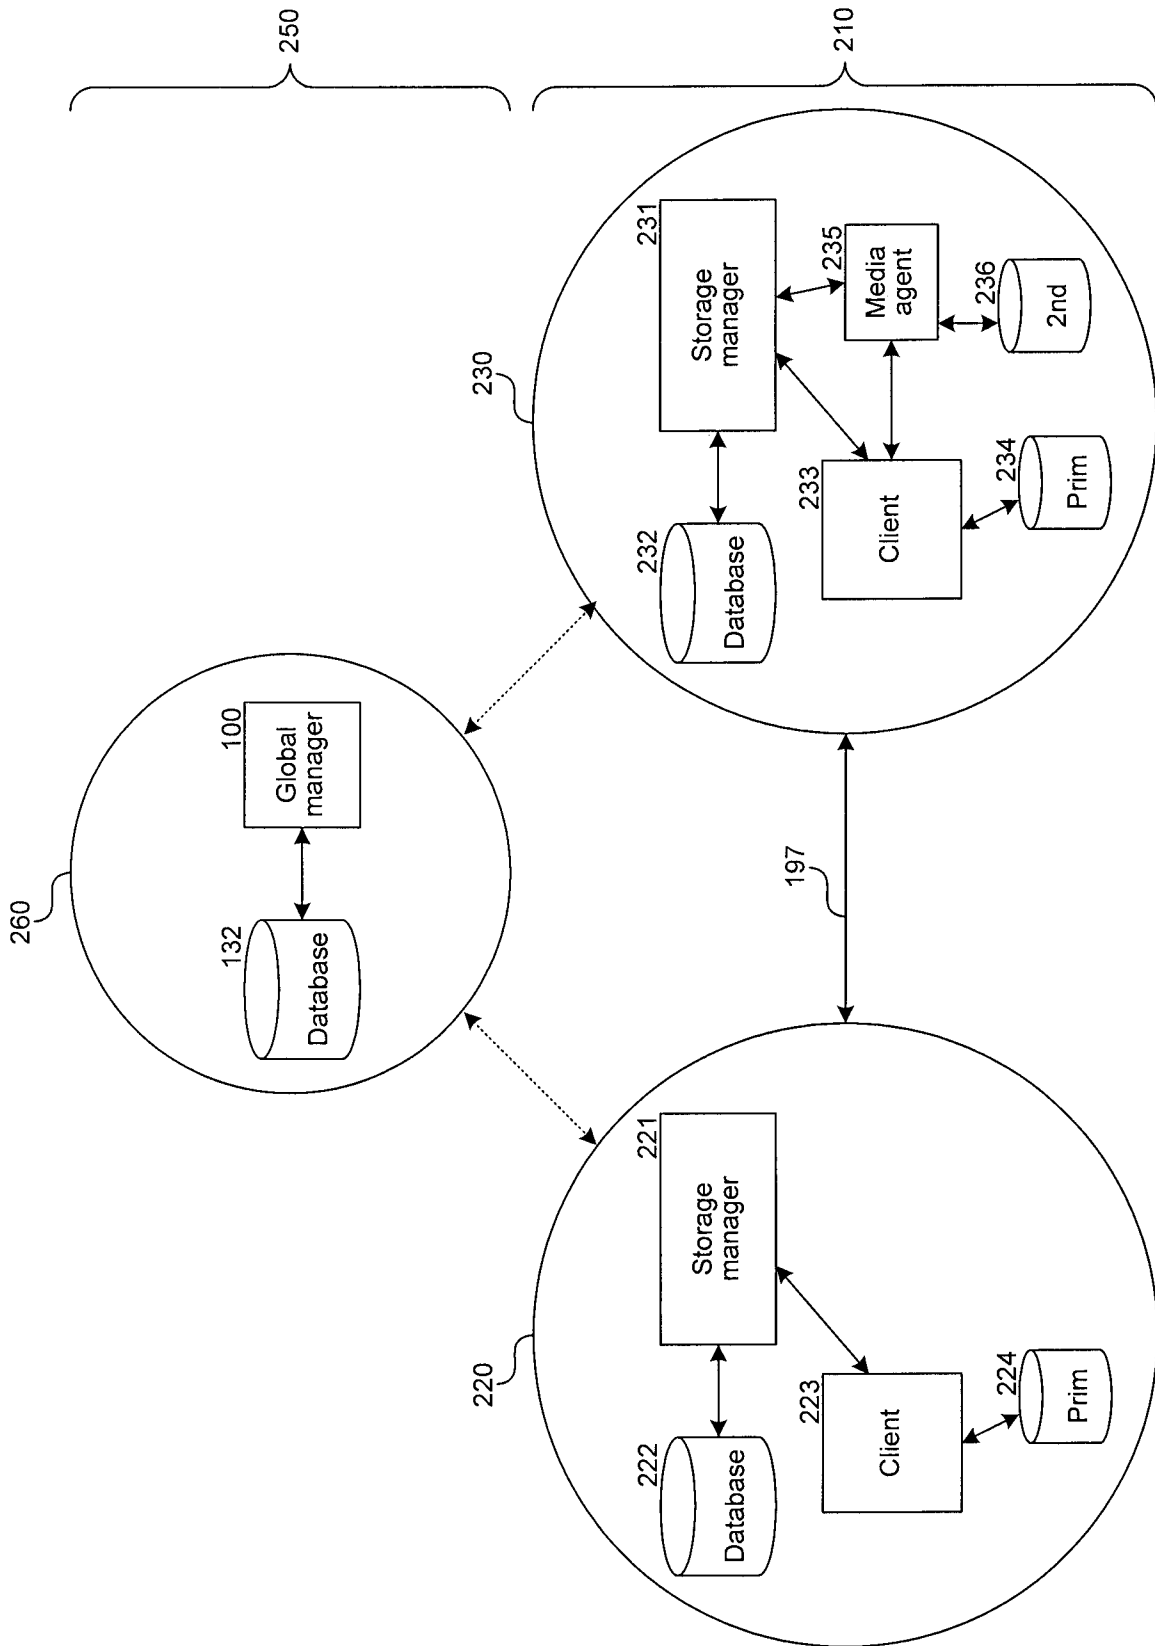 260
132
Database
100
Global
manager
250
220
222
Database
221
Storage
manager
223
Client
224
Prim
197
230
232
Database
231
Storage
manager
233
Client
235
Media
agent
234
Prim
236
2nd
210